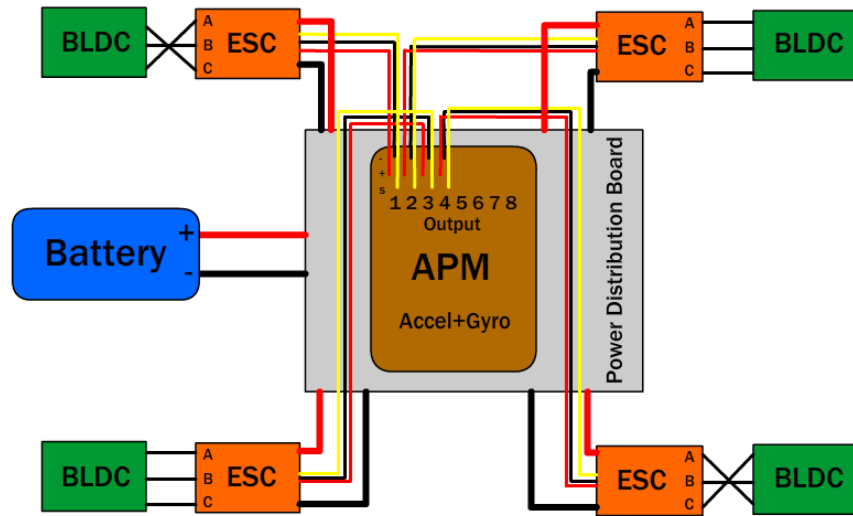 BLDC
A
B
C
ESC
ESC
A
B
C
BLDC
-
+
s
1 2 3 4 5 6 7 8
Output
APM
Accel+Gyro
Power Distribution Board
Battery
+
-
BLDC
A
B
C
ESC
ESC
A
B
C
BLDC